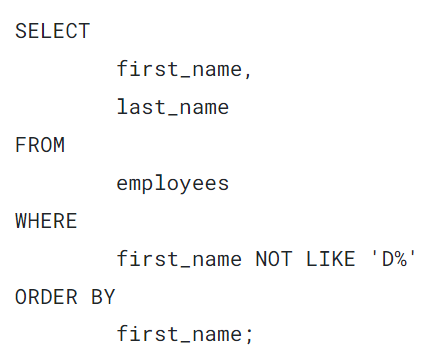 SELECT
first_name,
last_name
FROM
employees
WHERE
first_name NOT LIKE 'D%'
ORDER BY
first_name;